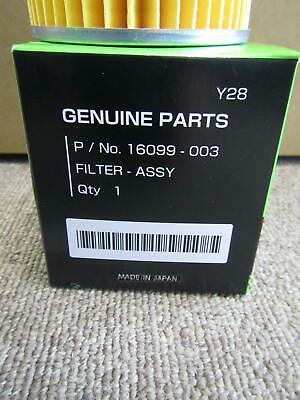 Y28
GENUINE PARTS
P / No. 16099 - 003
FILTER - ASSY
Qty 1
MADE IN JAPAN